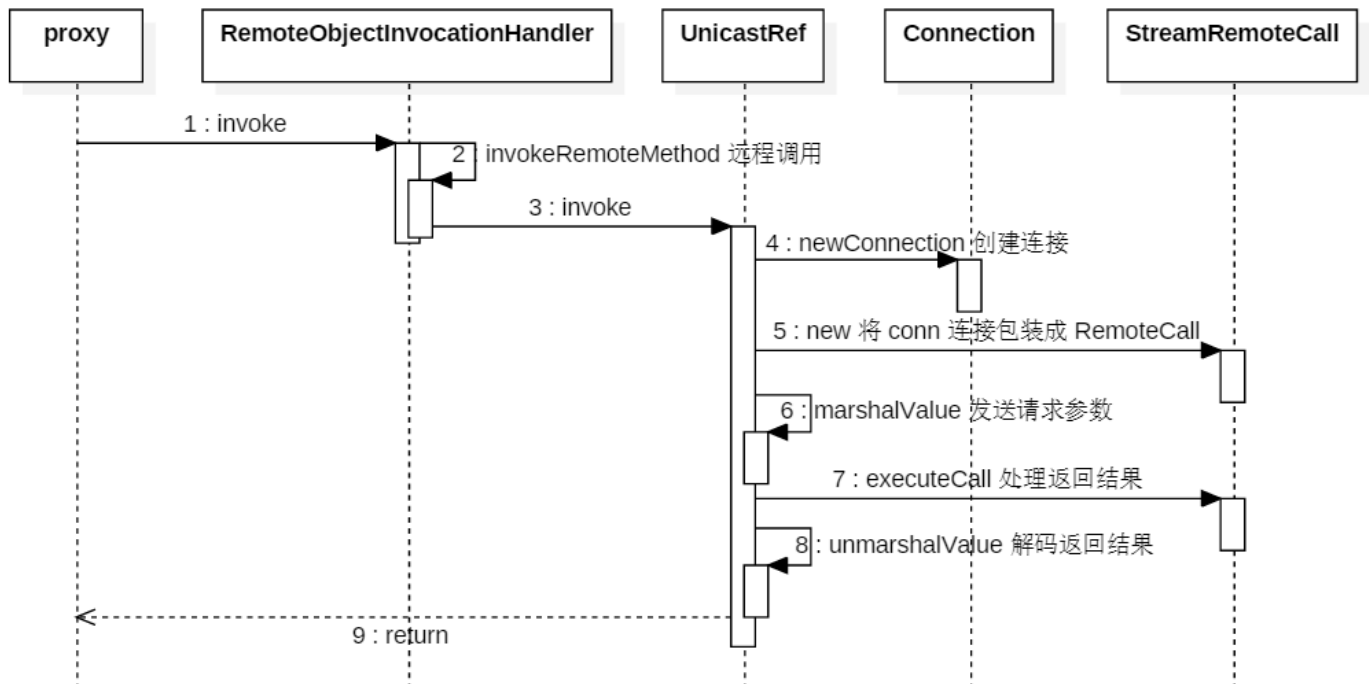 proxy
RemoteObjectInvocationHandler
UnicastRef
Connection
StreamRemoteCall
1 : invoke
2 : invokeRemoteMethod 远程调用
3 : invoke
4 : newConnection 创建连接
5 : new 将 conn 连接包装成 RemoteCall
6 : marshalValue 发送请求参数
7 : executeCall 处理返回结果
8 : unmarshalValue 解码返回结果
9 : return